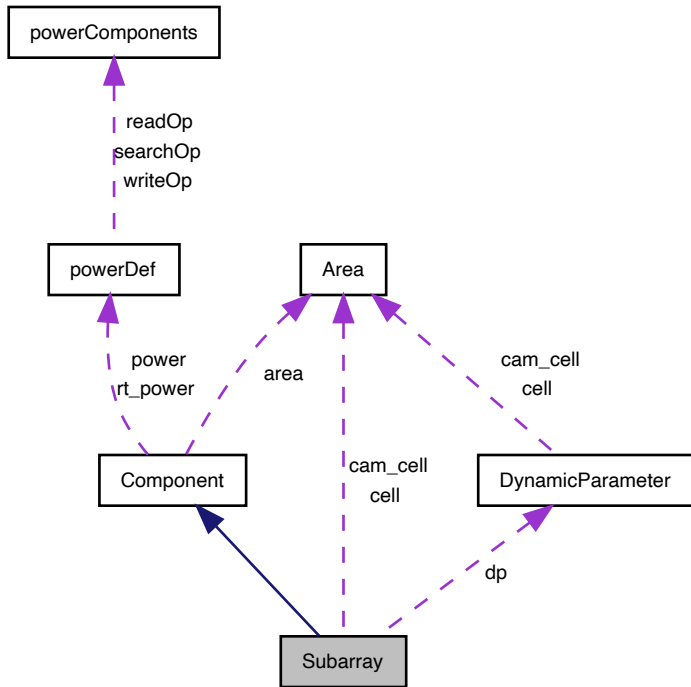 powerComponents
readOp
searchOp
writeOp
powerDef
Area
power
rt_power
area
cam_cell
cell
Component
cam_cell
cell
DynamicParameter
dp
Subarray